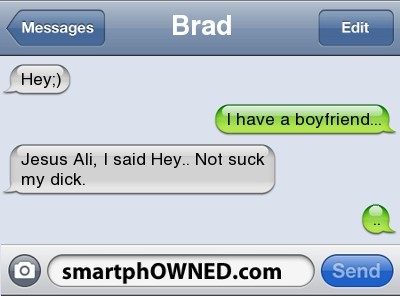 Messages
Brad
Edit
Hey;)
I have a boyfriend...
Jesus Ali, I said Hey.. Not suck
my dick.
..
smartphOWNED.com
Send